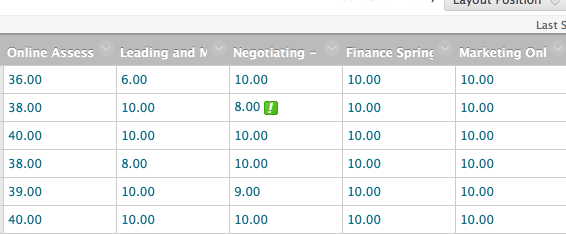 Layout Position
Last S
Online Assess Leading and M Negotiating – Finance Spring Marketing Onl
36.00 6.00 10.00 10.00 10.00
38.00 10.00 8.00 ! 10.00 10.00
40.00 10.00 10.00 10.00 10.00
38.00 8.00 10.00 10.00 10.00
39.00 10.00 9.00 10.00 10.00
40.00 10.00 10.00 10.00 10.00